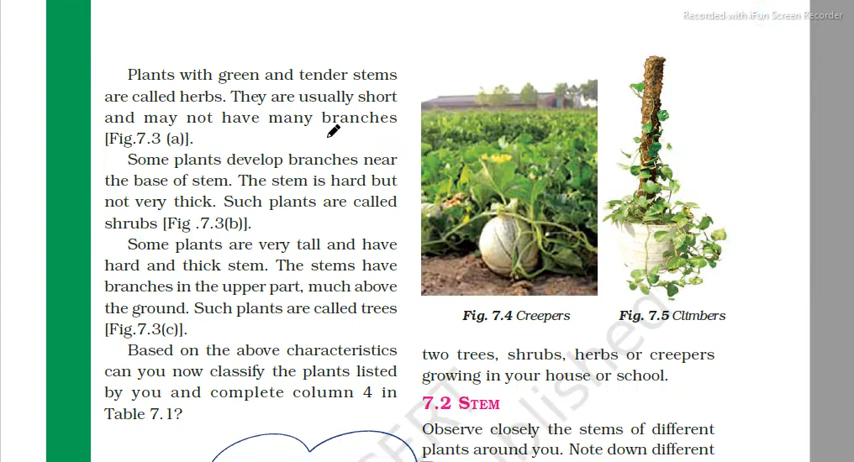 Recorded with iFun Screen Recorder
Plants with green and tender stems
are called herbs. They are usually short
and may not have many branches
[Fig.7.3 (a)].
Some plants develop branches near
the base of stem. The stem is hard but
not very thick. Such plants are called
shrubs [Fig .7.3(b)].
Some plants are very tall and have
hard and thick stem. The stems have
branches in the upper part, much above
the ground. Such plants are called trees
[Fig.7.3(c)].
Based on the above characteristics
can you now classify the plants listed
by you and complete column 4 in
Table 7.1?
Fig. 7.4 Creepers
Fig. 7.5 Climbers
two trees, shrubs, herbs or creepers
growing in your house or school.
7.2 STEM
Observe closely the stems of different
plants around you. Note down different